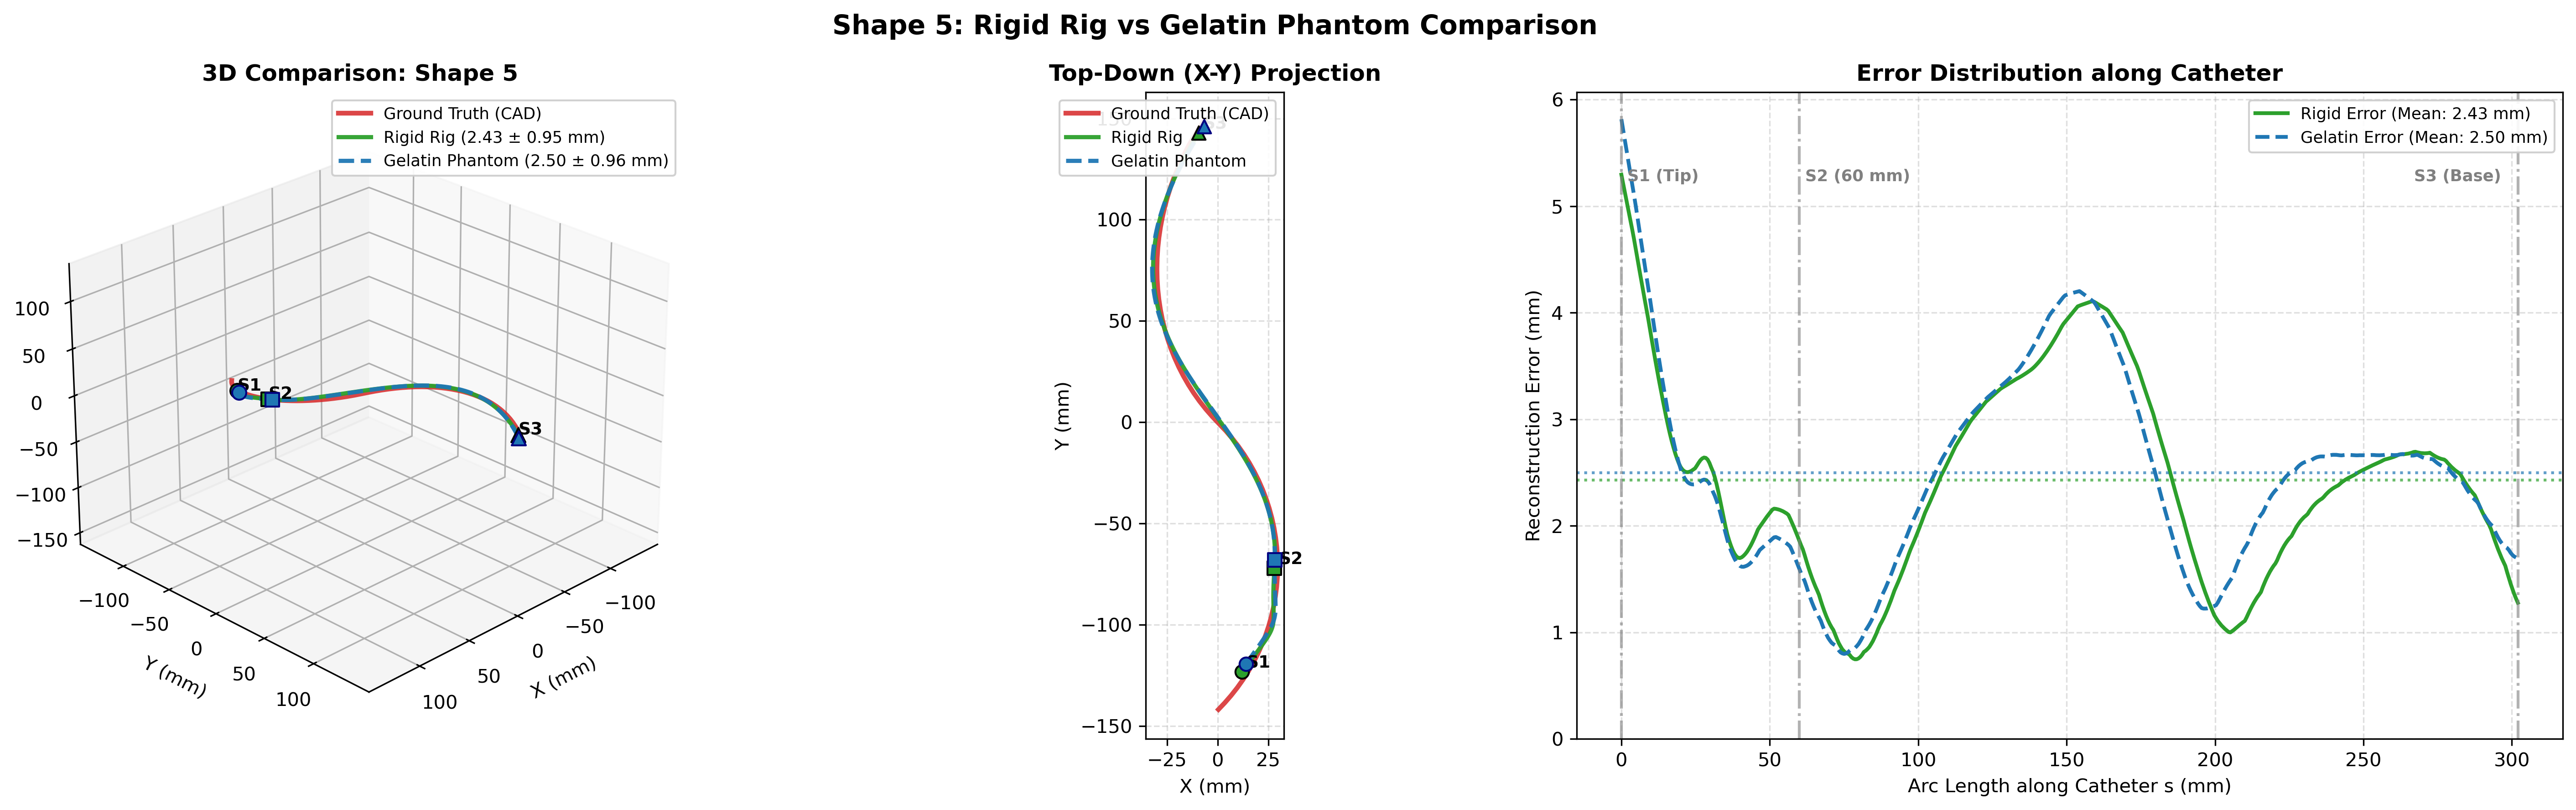 Shape 5: Rigid Rig vs Gelatin Phantom Comparison
3D Comparison: Shape 5
Ground Truth (CAD)
Rigid Rig (2.43 ± 0.95 mm)
Gelatin Phantom (2.50 ± 0.96 mm)
S1
S2
S3
100
50
0
−50
−100
−150
−100
−50
0
50
100
Y (mm)
−100
−50
0
50
100
X (mm)
Top-Down (X-Y) Projection
Ground Truth (CAD)
Rigid Rig
Gelatin Phantom
S3
S2
S1
150
100
50
0
−50
−100
−150
Y (mm)
−25
0
25
X (mm)
Error Distribution along Catheter
Rigid Error (Mean: 2.43 mm)
Gelatin Error (Mean: 2.50 mm)
S1 (Tip)
S2 (60 mm)
S3 (Base)
6
5
4
3
2
1
0
Reconstruction Error (mm)
0
50
100
150
200
250
300
Arc Length along Catheter s (mm)